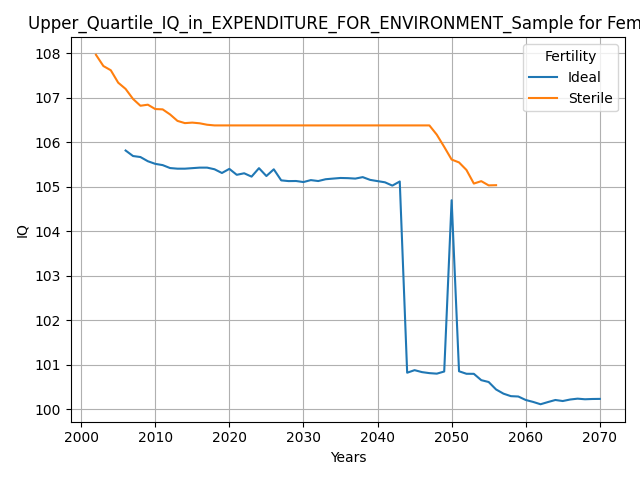 Upper_Quartile_IQ_in_EXPENDITURE_FOR_ENVIRONMENT_Sample for Fem
108
107
106
105
104
103
102
101
100
IQ
Fertility
Ideal
Sterile
2000 2010 2020 2030 2040 2050 2060 2070
Years